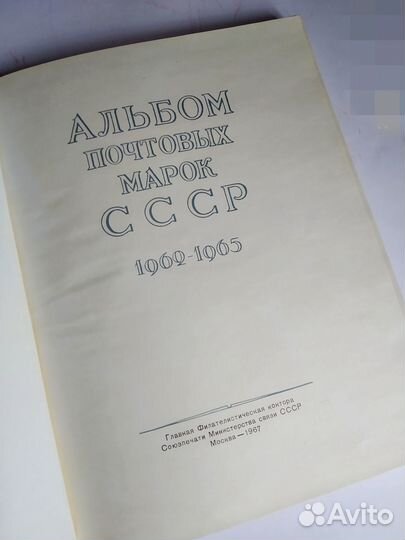 АЛЬБОМ
ПОЧТОВЫХ
МАРОК
СССР
1962-1965
Главная Филателистическая контора
Союзпечати Министерства связи СССР
Москва—1967
Avito